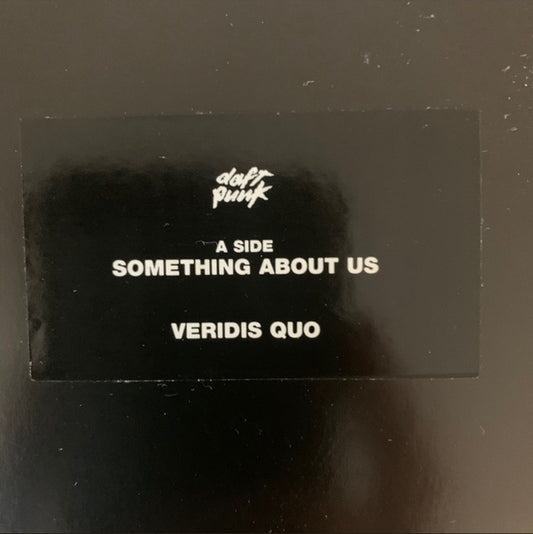 daft
punk
A SIDE
SOMETHING ABOUT US
VERIDIS QUO